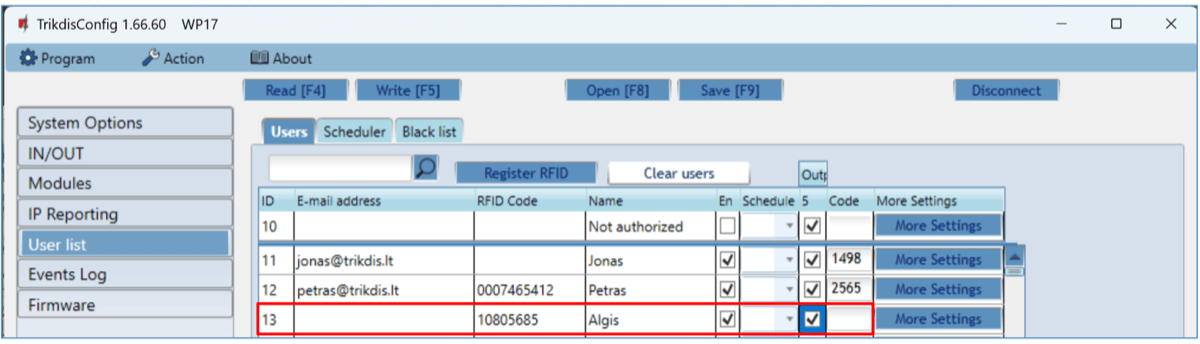 TrikdisConfig 1.66.60 WP17
Program Action About
Read [F4] Write [F5] Open [F8] Save [F9] Disconnect
System Options
IN/OUT
Modules
IP Reporting
User list
Events Log
Firmware
Users Scheduler Black list
Register RFID Clear users Outp
ID E-mail address RFID Code Name En Schedule 5 Code More Settings
10 Not authorized More Settings
11 jonas@trikdis.lt Jonas 1498 More Settings
12 petras@trikdis.lt 0007465412 Petras 2565 More Settings
13 10805685 Algis More Settings